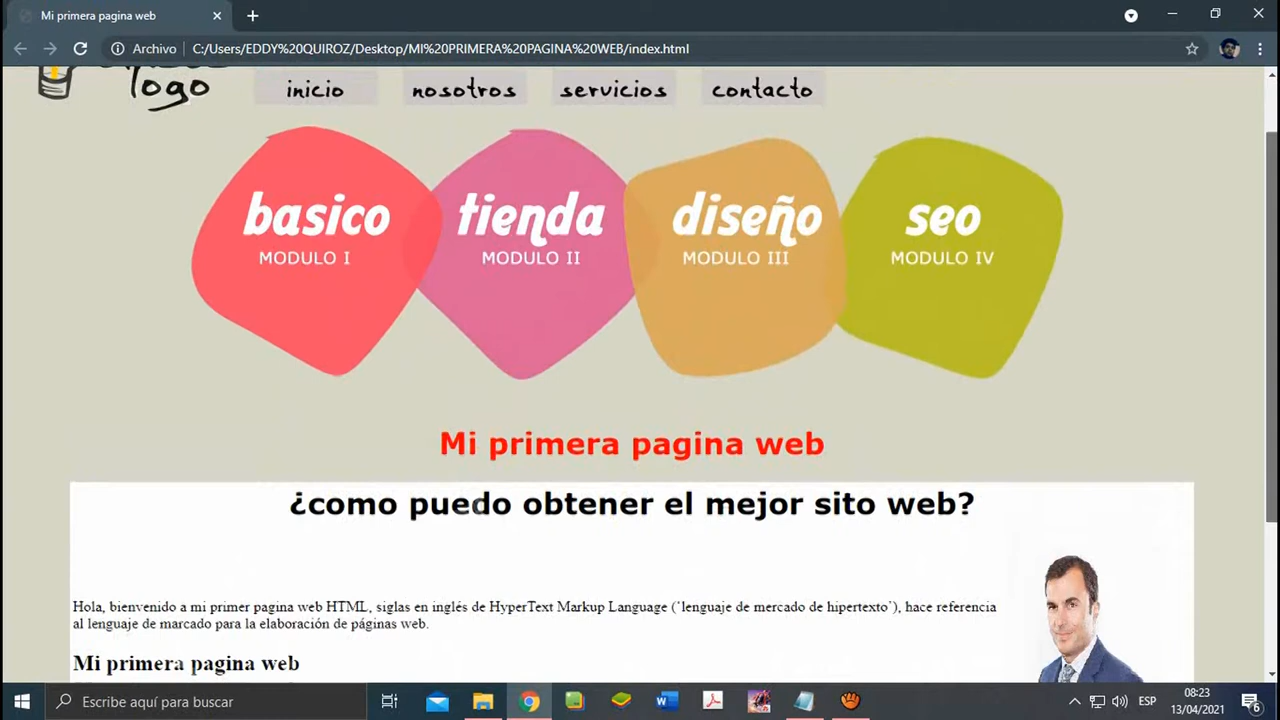 Mi primera pagina web
Archivo C:/Users/EDDY%20QUIROZ/Desktop/MI%20PRIMERA%20PAGINA%20WEB/index.html
logo
inicio nosotros servicios contacto
basico tienda diseño seo
MODULO I MODULO II MODULO III MODULO IV
Mi primera pagina web
¿como puedo obtener el mejor sito web?
Hola, bienvenido a mi primer pagina web HTML, siglas en inglés de HyperText Markup Language (‘lenguaje de mercado de hipertexto’), hace referencia
al lenguaje de marcado para la elaboración de páginas web.
Mi primera pagina web
Escribe aquí para buscar
ESP
08:23
13/04/2021
6